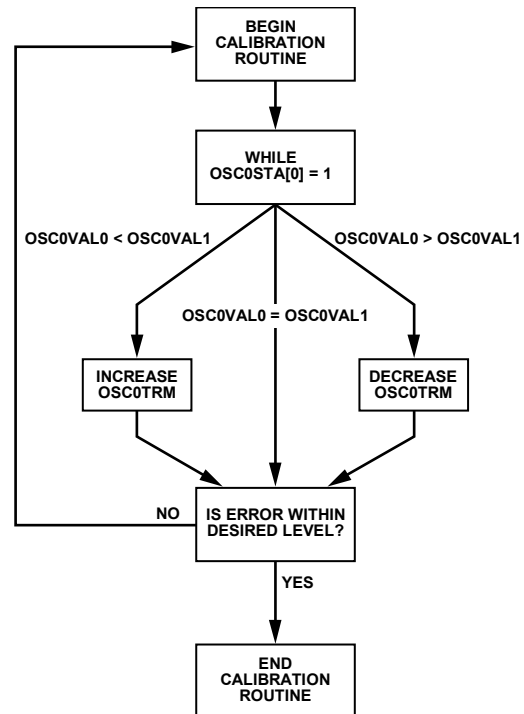 BEGIN
CALIBRATION
ROUTINE
WHILE
OSC0STA[0] = 1
OSC0VAL0 < OSC0VAL1
OSC0VAL0 > OSC0VAL1
OSC0VAL0 = OSC0VAL1
INCREASE
OSC0TRM
DECREASE
OSC0TRM
NO
IS ERROR WITHIN
DESIRED LEVEL?
YES
END
CALIBRATION
ROUTINE